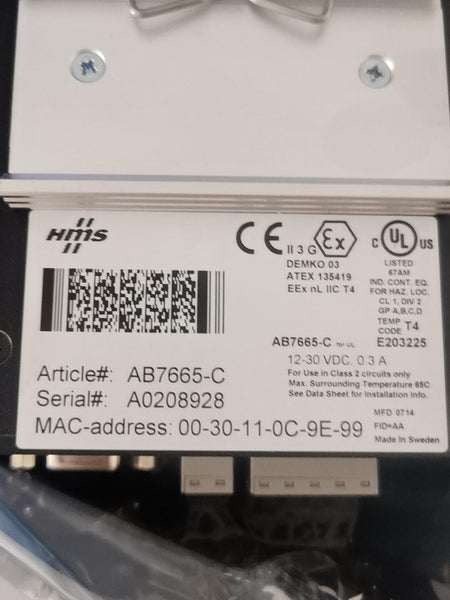 HMS
CE
II 3 G
Ex
DEMKO 03
ATEX 135419
EEx nL IIC T4
C UL US
LISTED
67AM
IND. CONT. EQ.
FOR HAZ. LOC.
CL 1, DIV 2
GP A,B,C,D
TEMP CODE T4
AB7665-C for UL E203225
12-30 VDC, 0.3 A
For Use in Class 2 circuits only
Max. Surrounding Temperature 85C
See Data Sheet for Installation Info.
Article#: AB7665-C
Serial#: A0208928
MAC-address: 00-30-11-0C-9E-99
MFD 0714
FID=AA
Made in Sweden